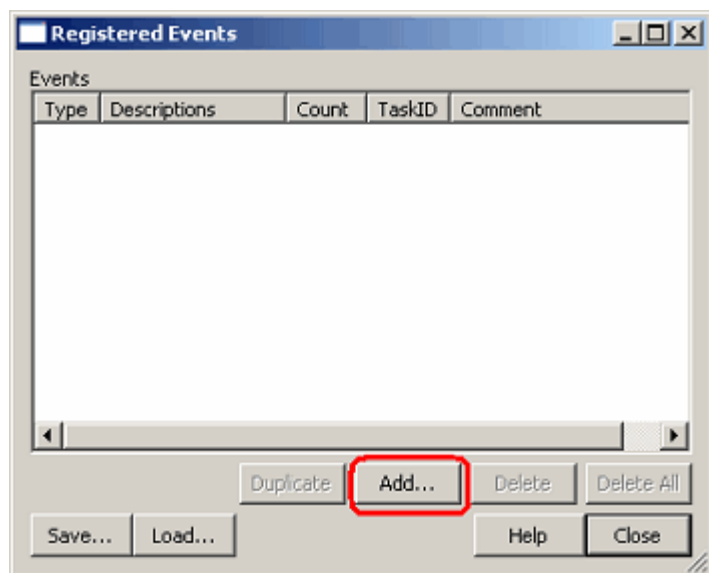 Registered Events
Events
Type Descriptions Count TaskID Comment
Duplicate Add... Delete Delete All
Save... Load... Help Close